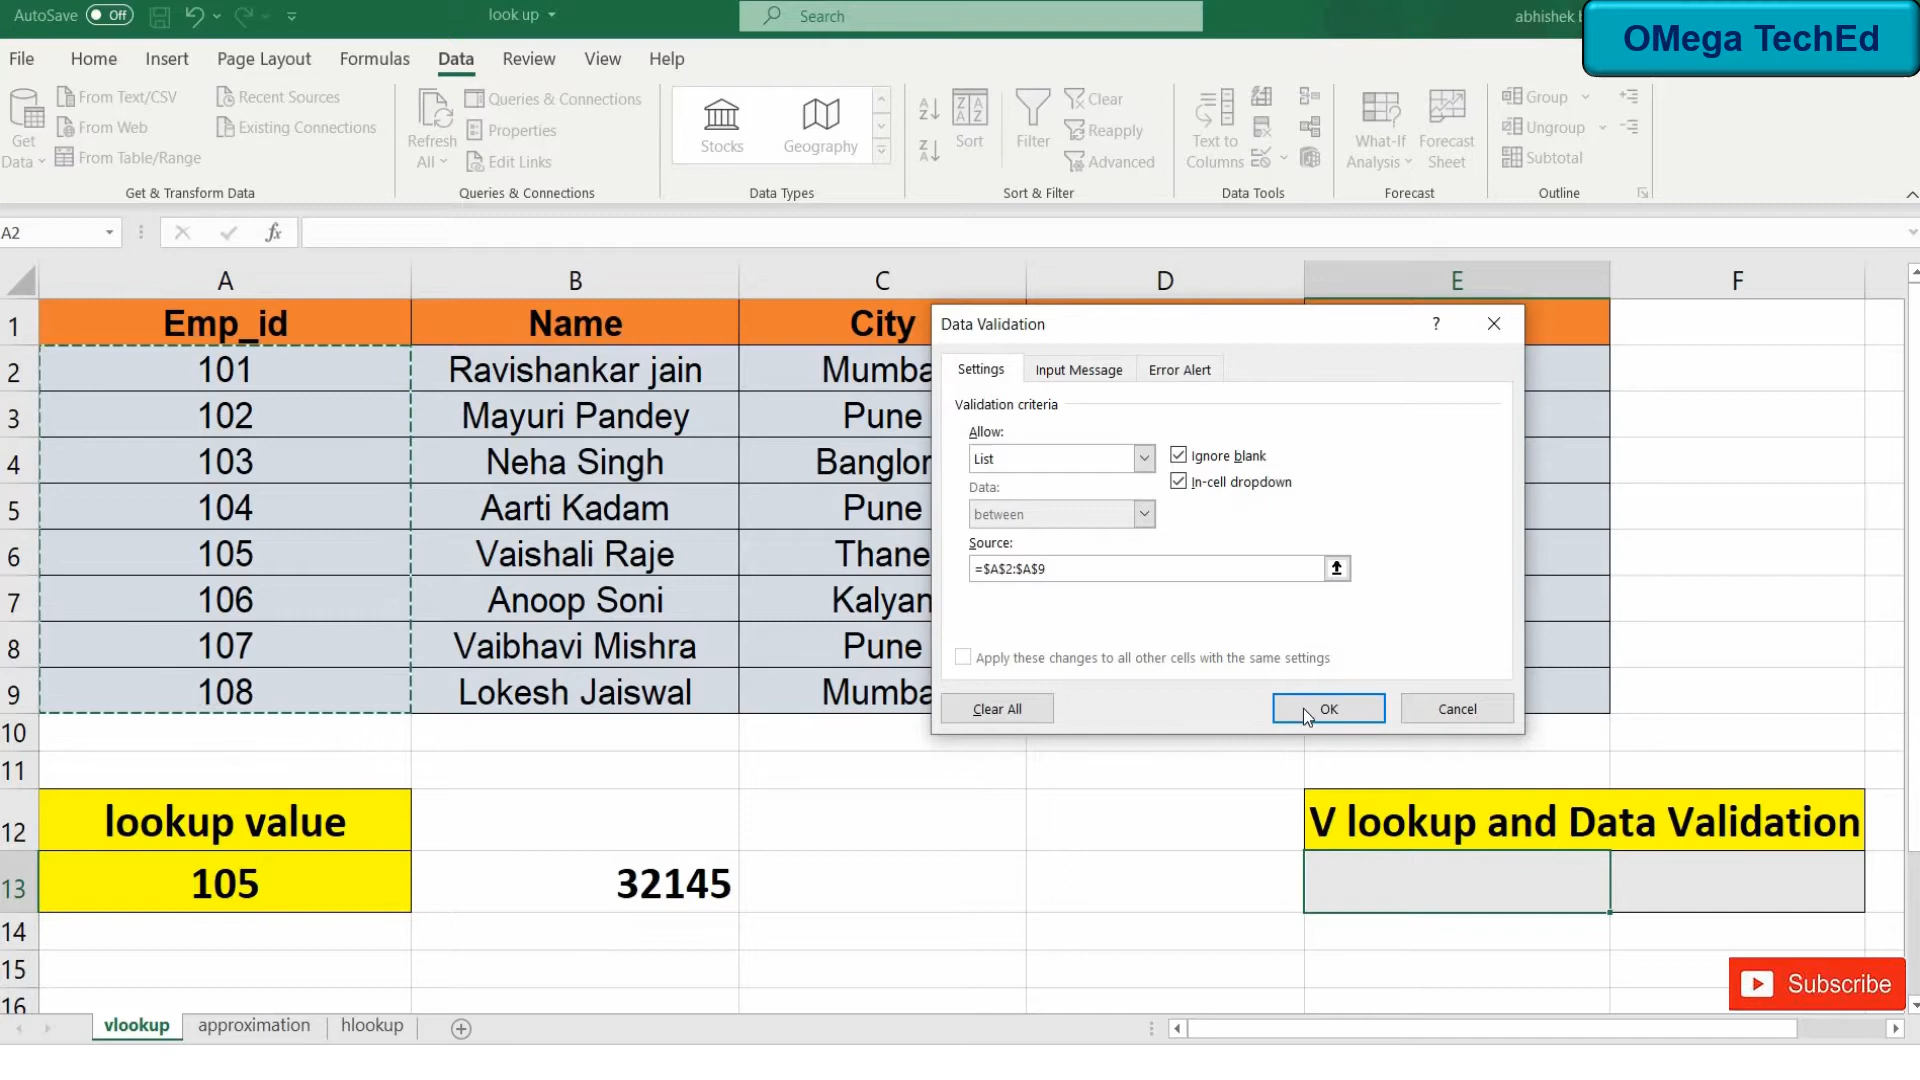 AutoSave Off look up Search abhishek
OMega TechEd
File Home Insert Page Layout Formulas Data Review View Help
Get Data
From Text/CSV
From Web
From Table/Range
Recent Sources
Existing Connections
Get & Transform Data
Refresh All
Queries & Connections
Properties
Edit Links
Queries & Connections
Stocks Geography
Data Types
Sort
Filter
Clear
Reapply
Advanced
Sort & Filter
Text to Columns
Data Tools
What-If Analysis
Forecast Sheet
Forecast
Group
Ungroup
Subtotal
Outline
A2 fx
A B C D E F
1 Emp_id Name City
2 101 Ravishankar jain Mumba
3 102 Mayuri Pandey Pune
4 103 Neha Singh Banglor
5 104 Aarti Kadam Pune
6 105 Vaishali Raje Thane
7 106 Anoop Soni Kalyan
8 107 Vaibhavi Mishra Pune
9 108 Lokesh Jaiswal Mumba
10
11
12 lookup value V lookup and Data Validation
13 105 32145
14
15
16
Data Validation ?
Settings Input Message Error Alert
Validation criteria
Allow:
List
Ignore blank
In-cell dropdown
Data:
between
Source:
=$A$2:$A$9
Apply these changes to all other cells with the same settings
Clear All OK Cancel
Subscribe
vlookup approximation hlookup